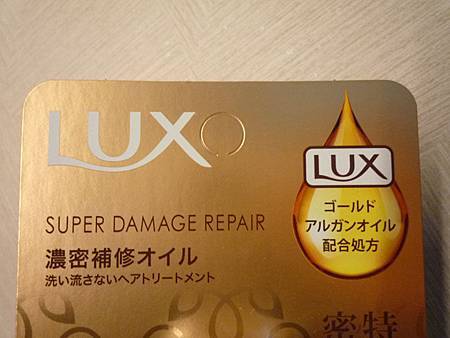 LUX
SUPER DAMAGE REPAIR
濃密補修オイル
洗い流さないヘアトリートメント
LUX
ゴールド
アルガンオイル
配合処方
密特